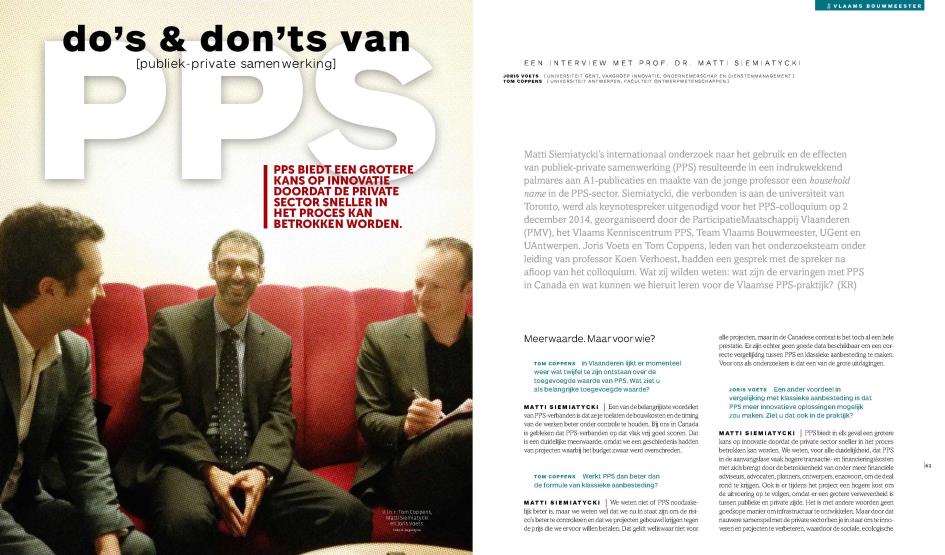 do's & don'ts van
[publiek-private samenwerking]
PPS
PPS BIEDT EEN GROTERE
KANS OP INNOVATIE
DOORDAT DE PRIVATE
SECTOR SNELLER IN
HET PROCES KAN
BETROKKEN WORDEN.
v.l.n.r. Tom Coppens,
Matti Siemiatycki
en Joris Voets.
VLAAMS BOUWMEESTER
EEN INTERVIEW MET PROF. DR. MATTI SIEMIATYCKI
JORIS VOETS [UNIVERSITEIT GENT, VAKGROEP INNOVATIE, ONDERNEMERSCHAP EN DIENSTENMANAGEMENT]
TOM COPPENS [UNIVERSITEIT ANTWERPEN, FACULTEIT ONTWERPWETENSCHAPPEN]
Matti Siemiatycki's internationaal onderzoek naar het gebruik en de effecten
van publiek-private samenwerking (PPS) resulteerde in een indrukwekkend
palmares aan A1-publicaties en maakte van de jonge professor een household
name in de PPS-sector. Siemiatycki, die verbonden is aan de universiteit van
Toronto, werd als keynotespreker uitgenodigd voor het PPS-colloquium op 2
december 2014, georganiseerd door de ParticipatieMaatschappij Vlaanderen
(PMV), het Vlaams Kenniscentrum PPS, Team Vlaams Bouwmeester, UGent en
UAntwerpen. Joris Voets en Tom Coppens, leden van het onderzoeksteam onder
leiding van professor Koen Verhoest, hadden een gesprek met de spreker na
afloop van het colloquium. Wat zij wilden weten: wat zijn de ervaringen met PPS
in Canada en wat kunnen we hieruit leren voor de Vlaamse PPS-praktijk? (KR)
Meerwaarde. Maar voor wie?
TOM COPPENS in Vlaanderen lijkt er momenteel
weer wat twijfel te zijn ontstaan over de
toegevoegde waarde van PPS. Wat ziet u
als belangrijkste toegevoegde waarde?
MATTI SIEMIATYCKI | Een van de belangrijkste voordelen
van PPS-verbanden is dat ze je toelaten de bouwkosten en de timing
van de werken beter onder controle te houden. Bij ons in Canada
is gebleken dat PPS-verbanden op dat vlak vrij goed scoren. Dat
is een duidelijke meerwaarde, omdat we een geschiedenis hadden
van projecten waarbij het budget zwaar werd overschreden.
TOM COPPENS Werkt PPS dan beter dan
de formule van klassieke aanbesteding?
MATTI SIEMIATYCKI | We weten niet of PPS noodzake-
lijk beter is, maar we weten wel dat we nu in staat zijn om de risi-
co's beter te controleren en dat we projecten gebouwd krijgen tegen
de prijs die we ervoor willen betalen. Dat geldt weliswaar niet voor
alle projecten, maar in de Canadese context is het toch al een hele
prestatie. Er zijn echter geen goede data beschikbaar om een cor-
recte vergelijking tussen PPS en klassieke aanbesteding te maken.
Voor ons als onderzoekers is dat een van de grote uitdagingen.
JORIS VOETS Een ander voordeel in
vergelijking met klassieke aanbesteding is dat
PPS meer innovatieve oplossingen mogelijk
zou maken. Ziet u dat ook in de praktijk?
MATTI SIEMIATYCKI | PPS biedt in elk geval een grotere
kans op innovatie doordat de private sector sneller in het proces
betrokken kan worden. We weten, voor alle duidelijkheid, dat PPS
in de aanvangsfase vaak hogere transactie- en financieringskosten
met zich brengt door de betrokkenheid van onder meer financiële
adviseurs, advocaten, planners, ontwerpers, enzovoort, om de deal
rond te krijgen. Ook is er tijdens het project een hogere kost om
de uitvoering op te volgen, omdat er een grotere verwevenheid is
tussen publieke en private zijde. Het is met andere woorden geen
goedkope manier om infrastructuur te ontwikkelen. Maar door dat
nauwere samenspel met de private sector ben je in staat om te inno-
veren en projecten te verbeteren, waardoor de sociale, ecologische
|61